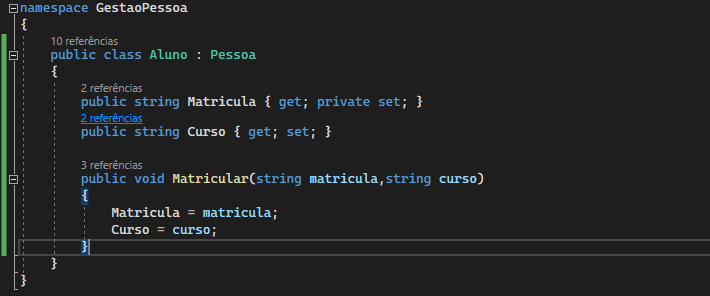 namespace GestaoPessoa
{
10 referências
public class Aluno : Pessoa
{
2 referências
public string Matricula { get; private set; }
2 referências
public string Curso { get; set; }
3 referências
public void Matricular(string matricula,string curso)
{
Matricula = matricula;
Curso = curso;
}
}
}